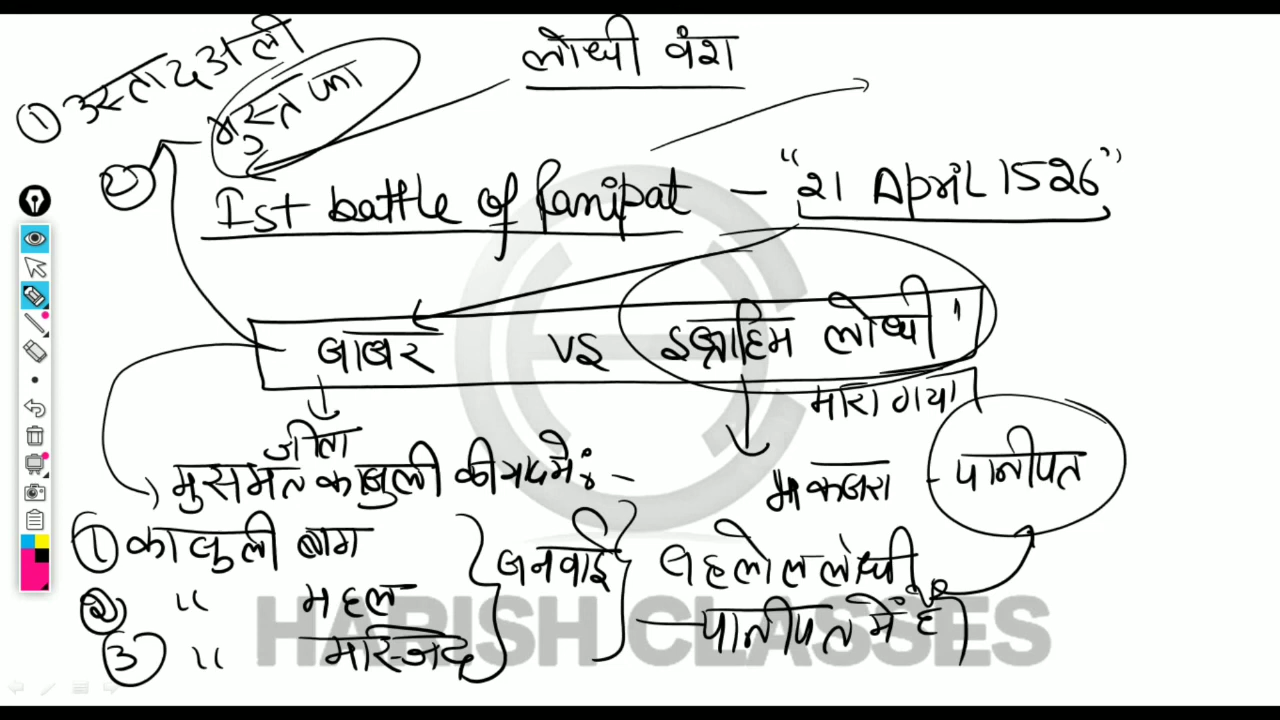 लोधी वंश
① उस्ताद अली
② मुस्तफा
Ist battle of Panipat — "21 April 1526"
बाबर vs इब्राहिम लोधी
जीता
मारा गया
मुसमत काबुली की याद में :-
मकबरा - पानीपत
① काबुली बाग
② " महल
③ " मस्जिद
बनवाई
बहलोल लोधी
पानीपत में है
HARISH CLASSES